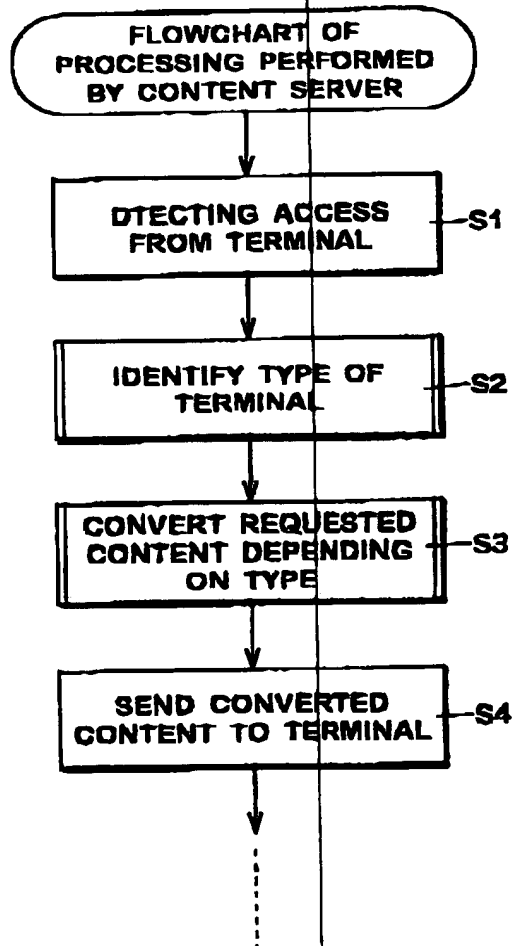 FLOWCHART OF
PROCESSING PERFORMED
BY CONTENT SERVER
DTECTING ACCESS
FROM TERMINAL
S1
IDENTIFY TYPE OF
TERMINAL
S2
CONVERT REQUESTED
CONTENT DEPENDING
ON TYPE
S3
SEND CONVERTED
CONTENT TO TERMINAL
S4